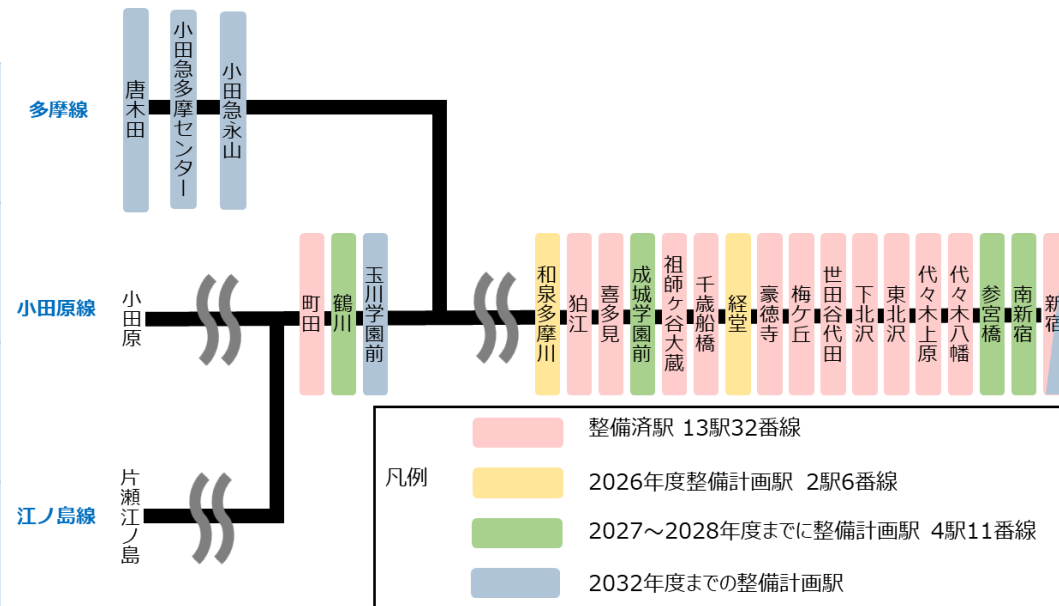 多摩線
唐木田
小田急多摩センター
小田急永山
小田原線
小田原
町田
鶴川
玉川学園前
和泉多摩川
狛江
喜多見
成城学園前
祖師ヶ谷大蔵
千歳船橋
経堂
豪徳寺
梅ケ丘
世田谷代田
下北沢
東北沢
代々木上原
代々木八幡
参宮橋
南新宿
新宿
江ノ島線
片瀬江ノ島
凡例
整備済駅 13駅32番線
2026年度整備計画駅 2駅6番線
2027～2028年度までに整備計画駅 4駅11番線
2032年度までの整備計画駅